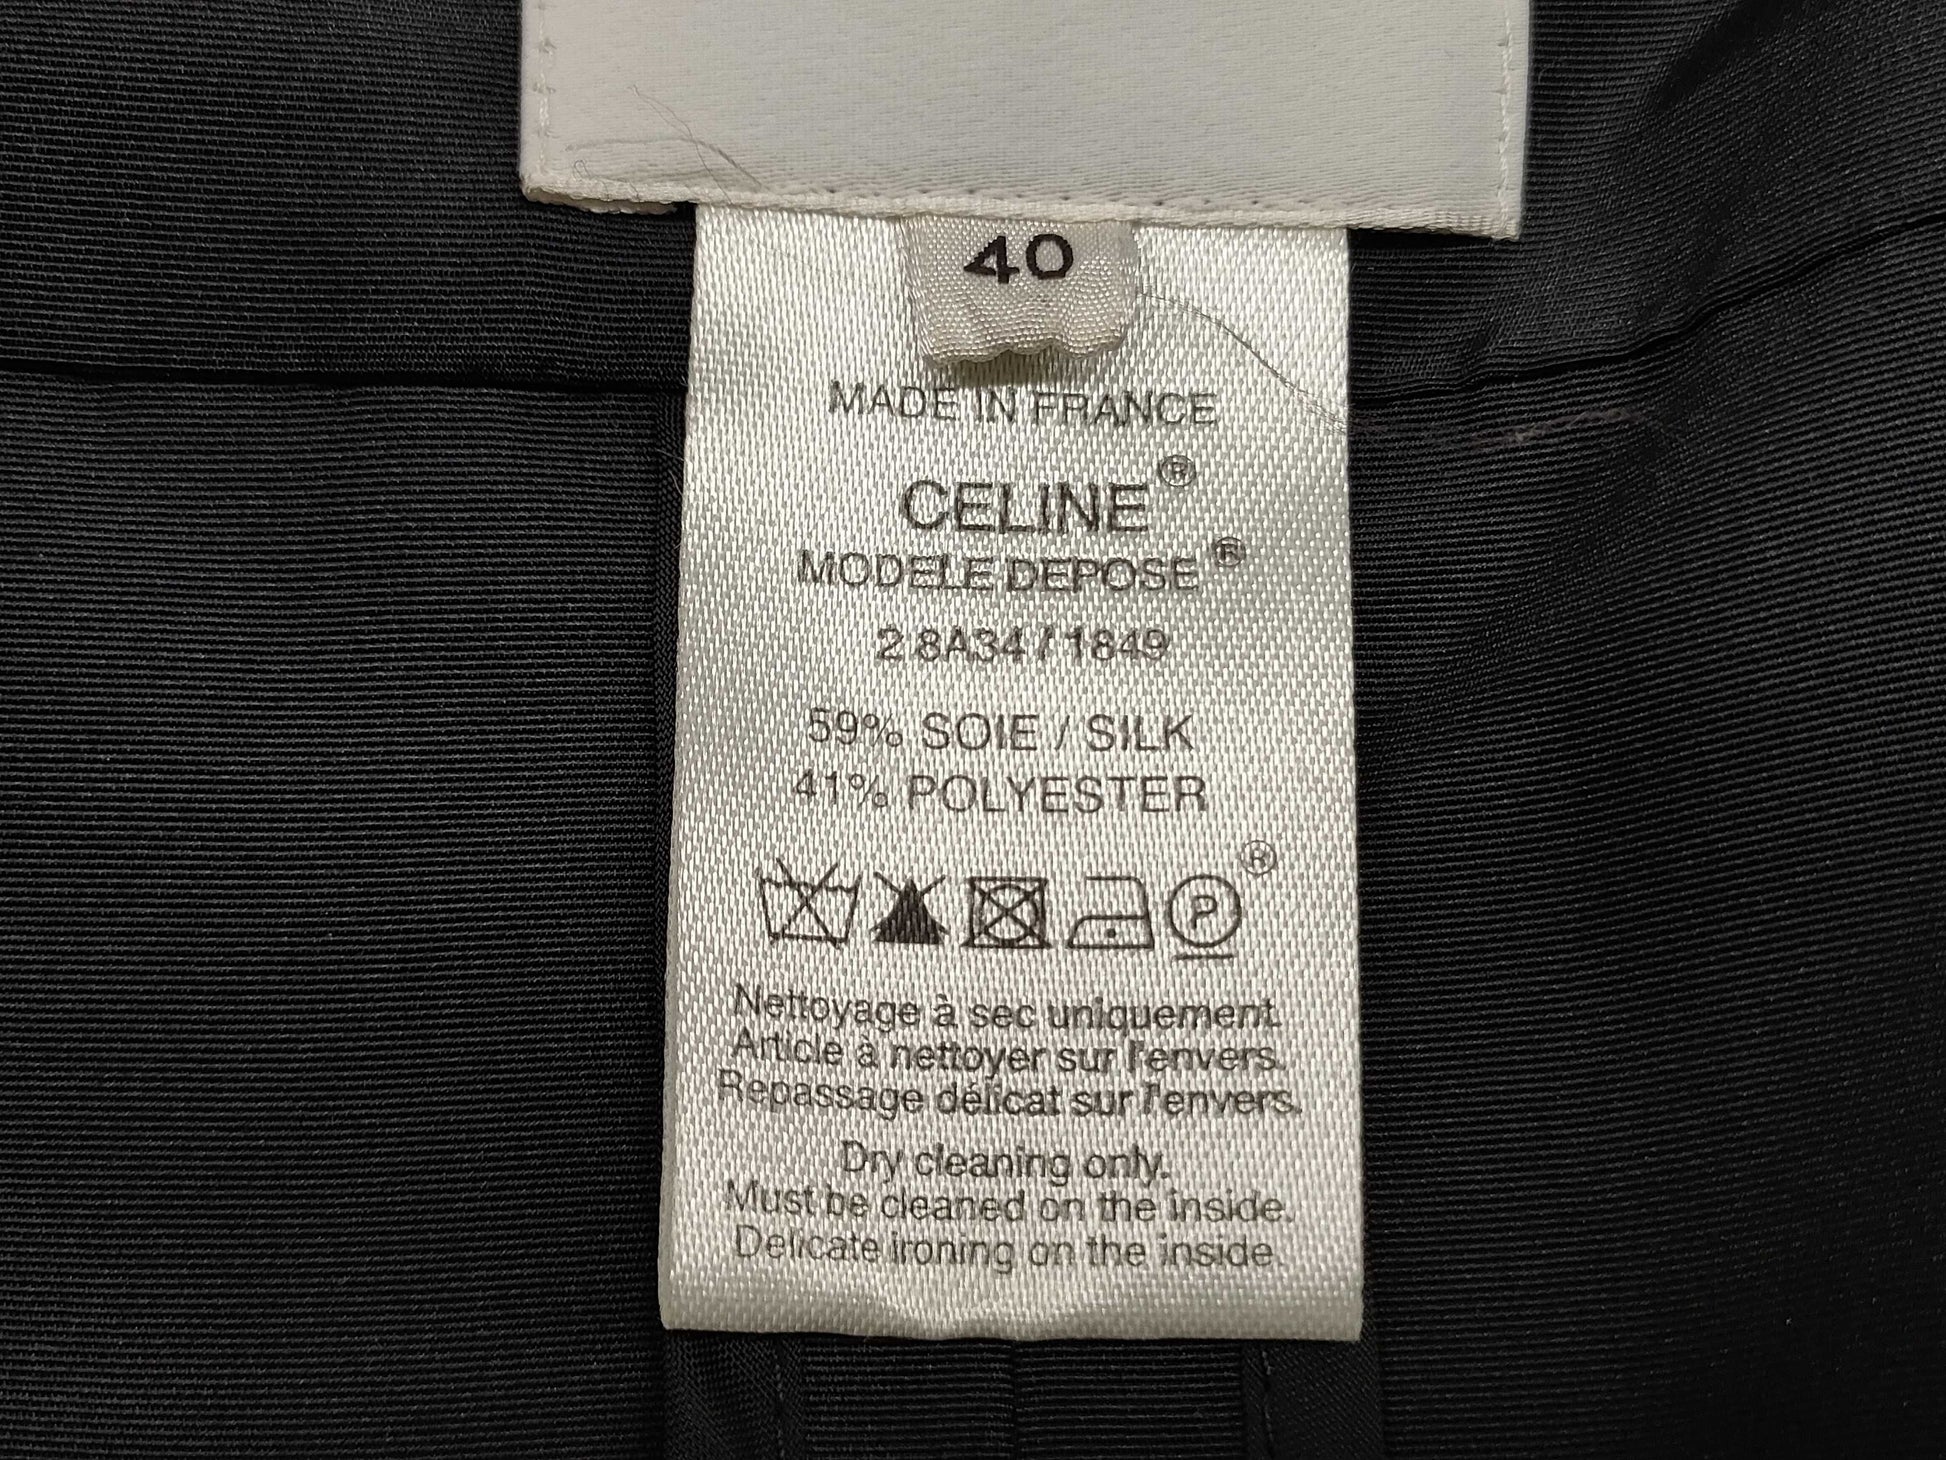 40
MADE IN FRANCE
CELINE®
MODELE DEPOSE®
2 8A34 / 1849
59% SOIE / SILK
41% POLYESTER
P ®
Nettoyage à sec uniquement.
Article à nettoyer sur l'envers.
Repassage délicat sur l'envers.
Dry cleaning only.
Must be cleaned on the inside.
Delicate ironing on the inside.